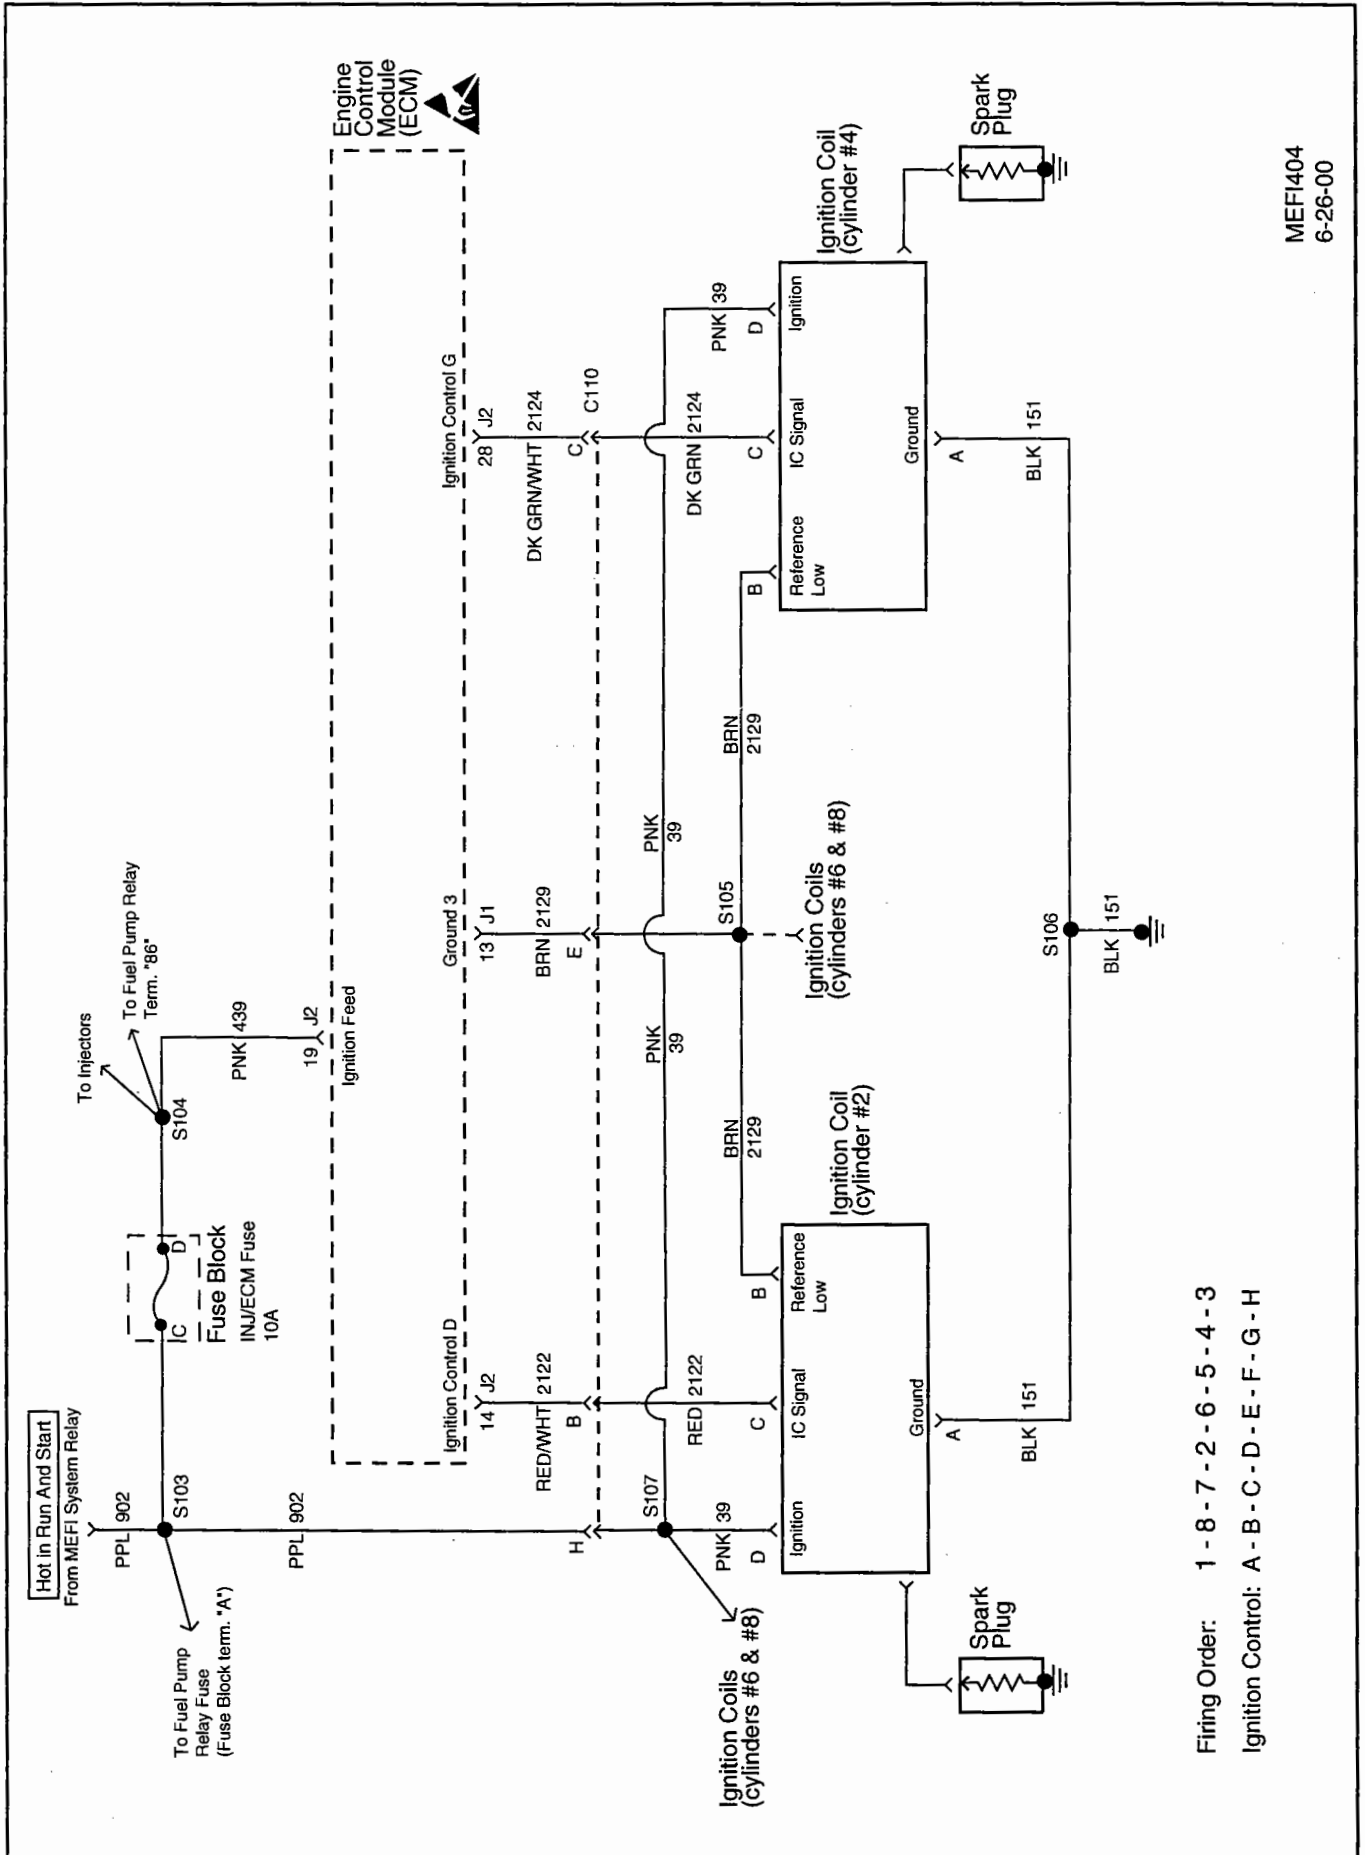 Hot in Run And Start
From MEFI System Relay
PPL 902
S103
To Fuel Pump
Relay Fuse
(Fuse Block term. "A")
PPL 902
C
D
Fuse Block
INJ/ECM Fuse
10A
S104
To Injectors
To Fuel Pump Relay
Term. "86"
PNK 439
19 J2
Ignition Feed
Engine
Control
Module
(ECM)
Ignition Control D
14 J2
RED/WHT 2122
Ground 3
13 J1
BRN 2129
Ignition Control G
28 J2
DK GRN/WHT 2124
H
B
E
C
C110
S107
Ignition Coils
(cylinders #6 & #8)
PNK 39
D
RED 2122
C
PNK
39
PNK
39
DK GRN 2124
C
PNK 39
D
BRN
2129
B
S105
BRN
2129
B
Ignition Coils
(cylinders #6 & #8)
Ignition Coil
(cylinder #2)
Ignition
IC Signal
Reference
Low
Ground
A
BLK 151
Spark
Plug
Ignition Coil
(cylinder #4)
Reference
Low
IC Signal
Ignition
Ground
A
BLK 151
Spark
Plug
S106
BLK 151
Firing Order: 1 - 8 - 7 - 2 - 6 - 5 - 4 - 3
Ignition Control: A - B - C - D - E - F - G - H
MEFI404
6-26-00